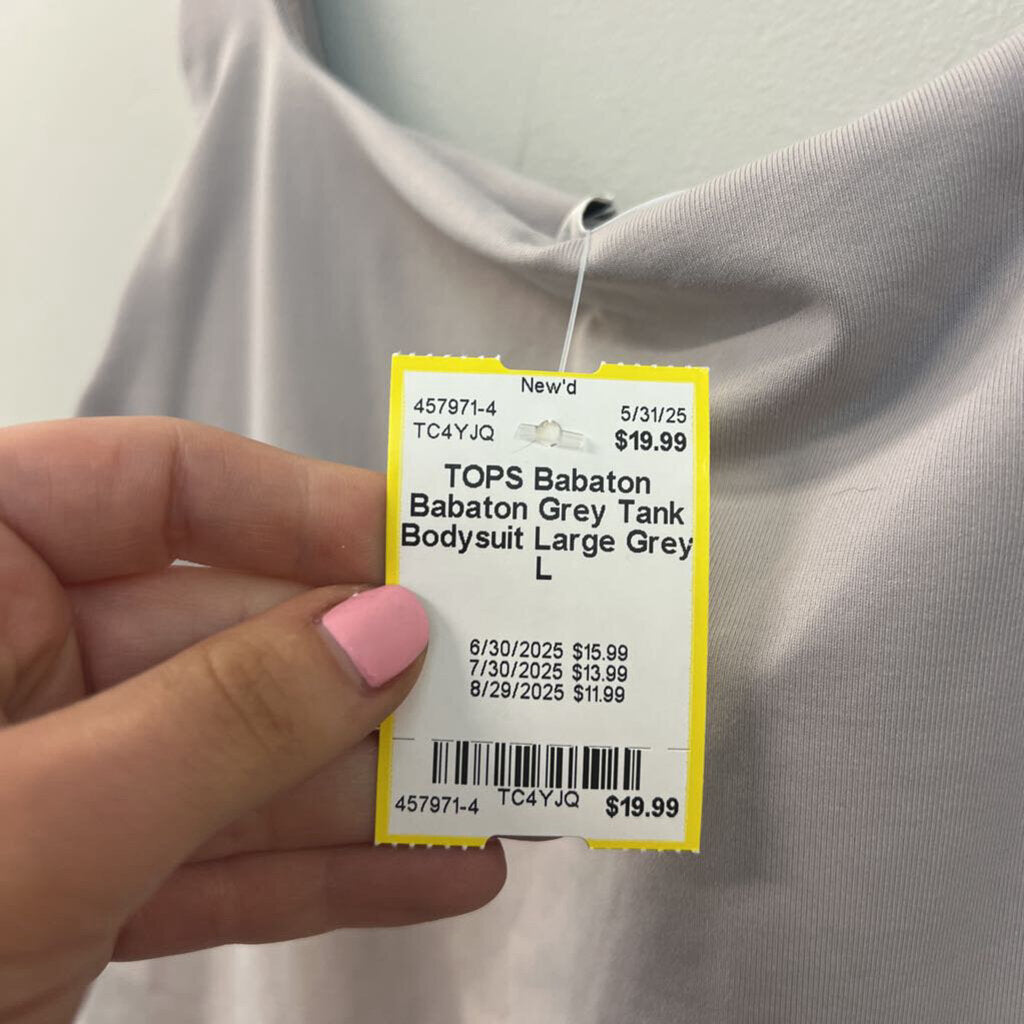 New'd
457971-4 5/31/25
TC4YJQ $19.99
TOPS Babaton
Babaton Grey Tank
Bodysuit Large Grey
L
6/30/2025 $15.99
7/30/2025 $13.99
8/29/2025 $11.99
457971-4 TC4YJQ $19.99